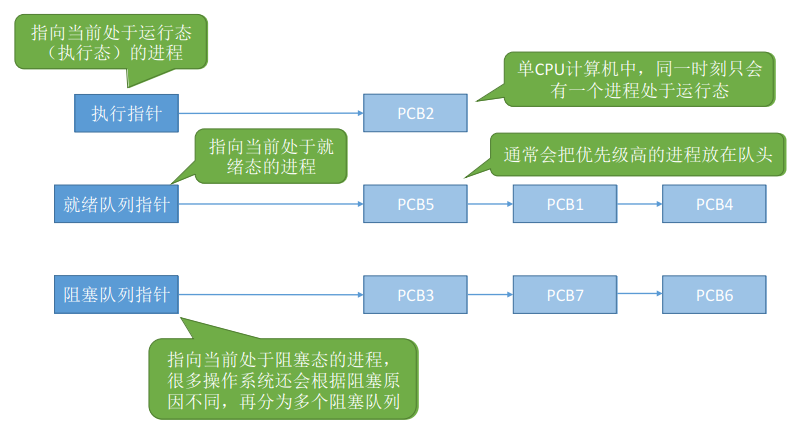 指向当前处于运行态
（执行态）的进程
单CPU计算机中，同一时刻只会
有一个进程处于运行态
执行指针
PCB2
指向当前处于就
绪态的进程
通常会把优先级高的进程放在队头
就绪队列指针
PCB5
PCB1
PCB4
阻塞队列指针
PCB3
PCB7
PCB6
指向当前处于阻塞态的进程，
很多操作系统还会根据阻塞原
因不同，再分为多个阻塞队列